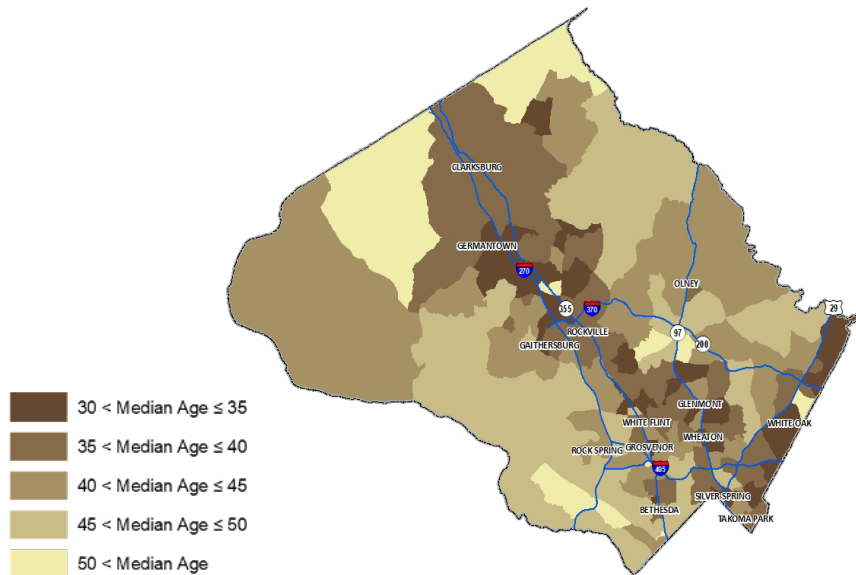 CLARKSBURG
GERMANTOWN
270
OLNEY
29
355
370
ROCKVILLE
97
200
GAITHERSBURG
30 < Median Age ≤ 35
GLENMONT
35 < Median Age ≤ 40
WHITE FLINT
WHITE OAK
WHEATON
ROCK SPRING
GROSVENOR
40 < Median Age ≤ 45
495
SILVER SPRING
BETHESDA
TAKOMA PARK
45 < Median Age ≤ 50
50 < Median Age